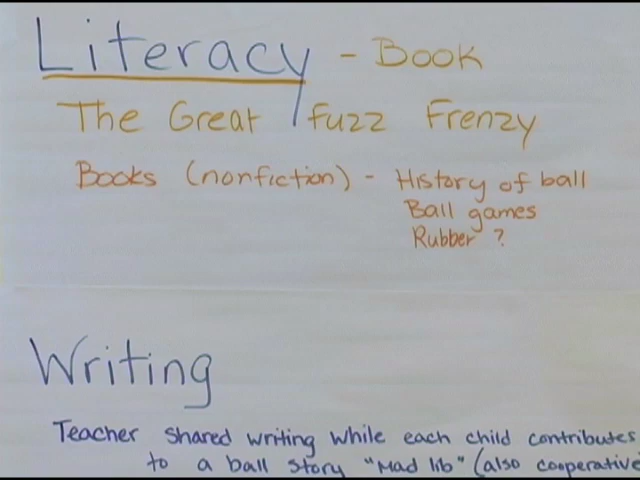 Literacy - Book
The Great Fuzz Frenzy
Books (nonfiction) - History of ball
Ball games
Rubber ?
Writing
Teacher shared writing while each child contributes
to a ball story "Mad lib" (also cooperative